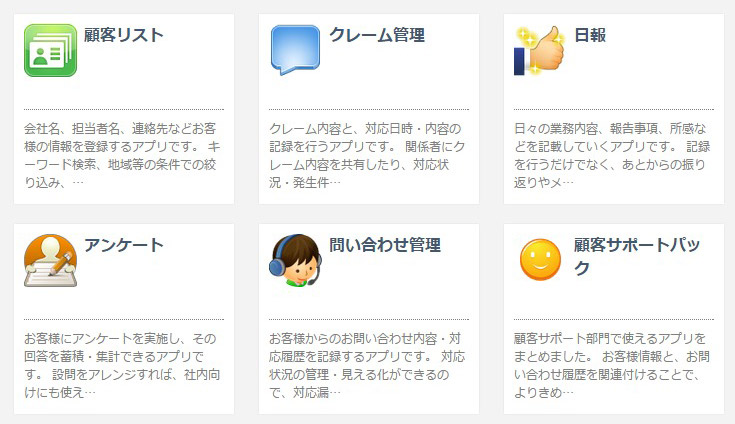 顧客リスト
会社名、担当者名、連絡先などお客
様の情報を登録するアプリです。 キ
ーワード検索、地域等の条件での絞
り込み、…
クレーム管理
クレーム内容と、対応日時・内容の
記録を行うアプリです。 関係者にク
レーム内容を共有したり、対応状
況・発生件…
日報
日々の業務内容、報告事項、所感な
どを記載していくアプリです。 記録
を行うだけでなく、あとからの振り
返りやメ…
アンケート
お客様にアンケートを実施し、その
回答を蓄積・集計できるアプリで
す。 設問をアレンジすれば、社内向
けにも使え…
問い合わせ管理
お客様からのお問い合わせ内容・対
応履歴を記録するアプリです。 対応
状況の管理・見える化ができるの
で、対応漏…
顧客サポートパッ
ク
顧客サポート部門で使えるアプリを
まとめました。 お客様情報と、お問
い合わせ履歴を関連付けることで、
よりきめ…